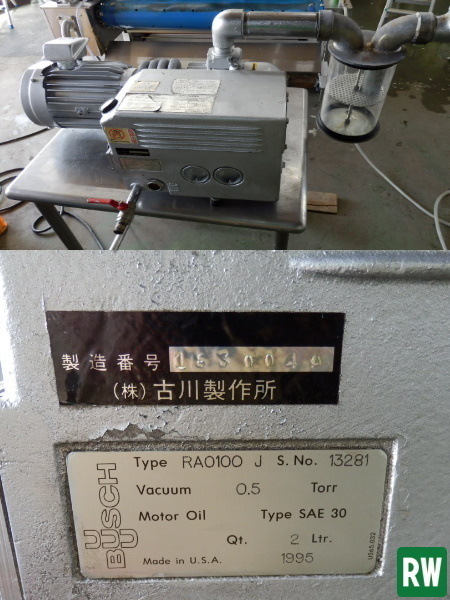 製造番号
(株)古川製作所
BUSCH
Type RA0100 J S. No. 13281
Vacuum 0.5 Torr
Motor Oil Type SAE 30
Qt. 2 Ltr.
Made in U.S.A. 1995
RW